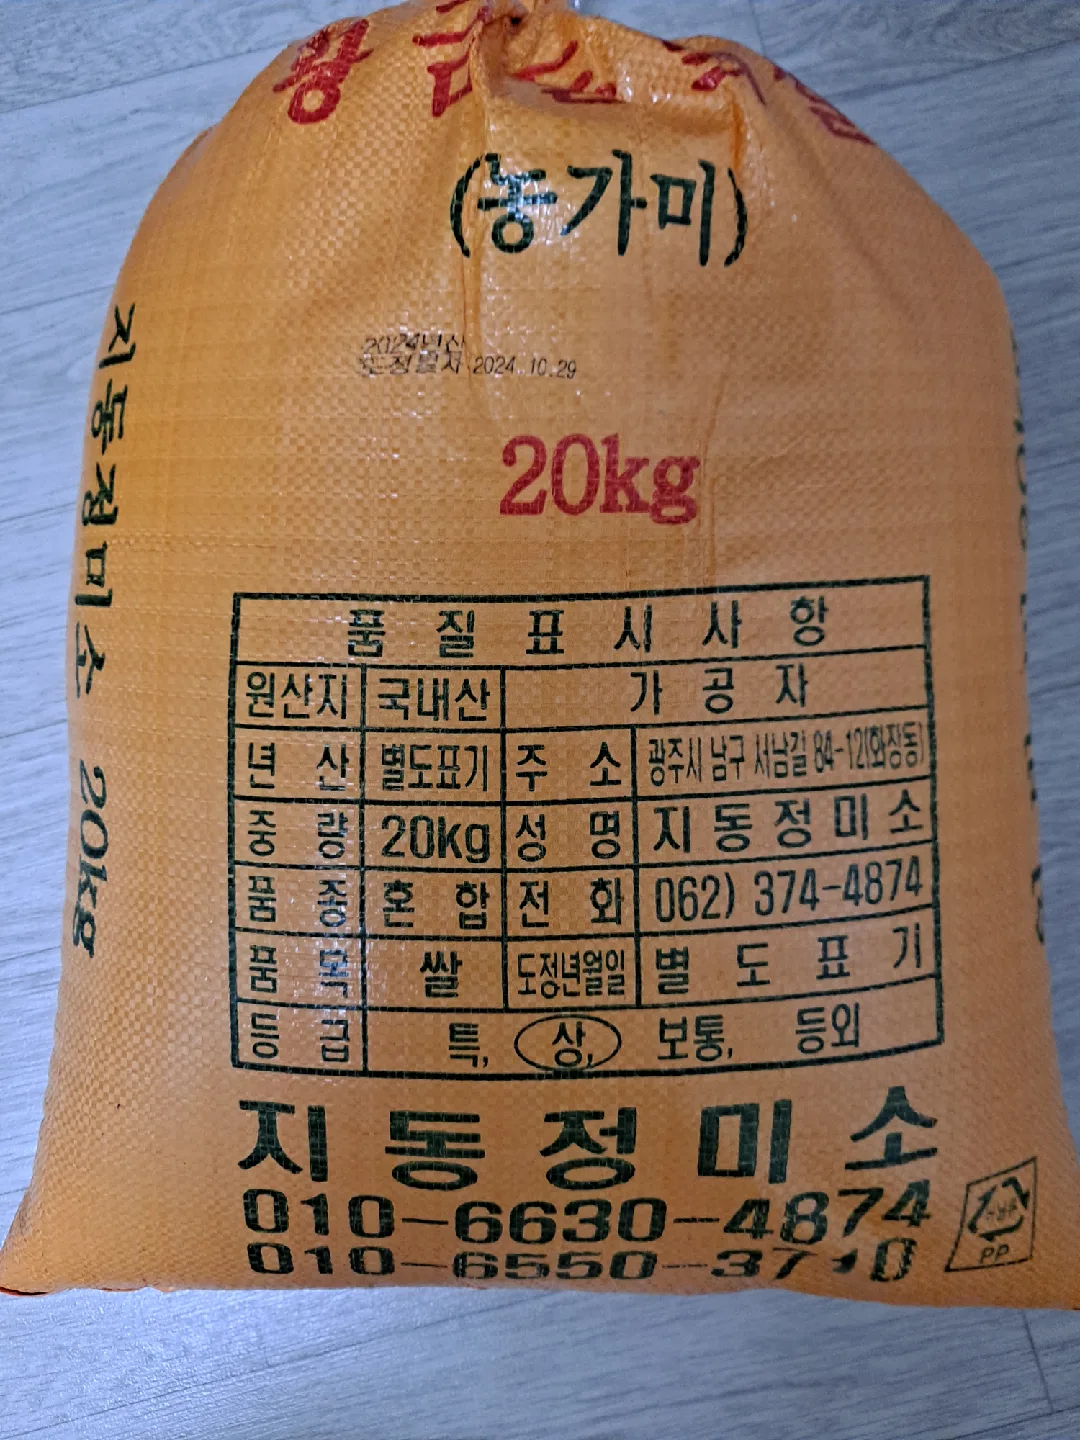 황금
(농가미)
2024년산
도정일자 2024. 10. 29
20kg
품 질 표 시 사 항
원산지 국내산 가 공 자
년 산 별도표기 주 소 광주시 남구 서남길 84-12(화장동)
중 량 20kg 성 명 지동정미소
품 종 혼 합 전 화 062) 374-4874
품 목 쌀 도정년월일 별 도 표 기
등 급 특, 상, 보통, 등외
지동정미소
010-6630-4874
010-6550-3710
지동정미소 20kg
PP